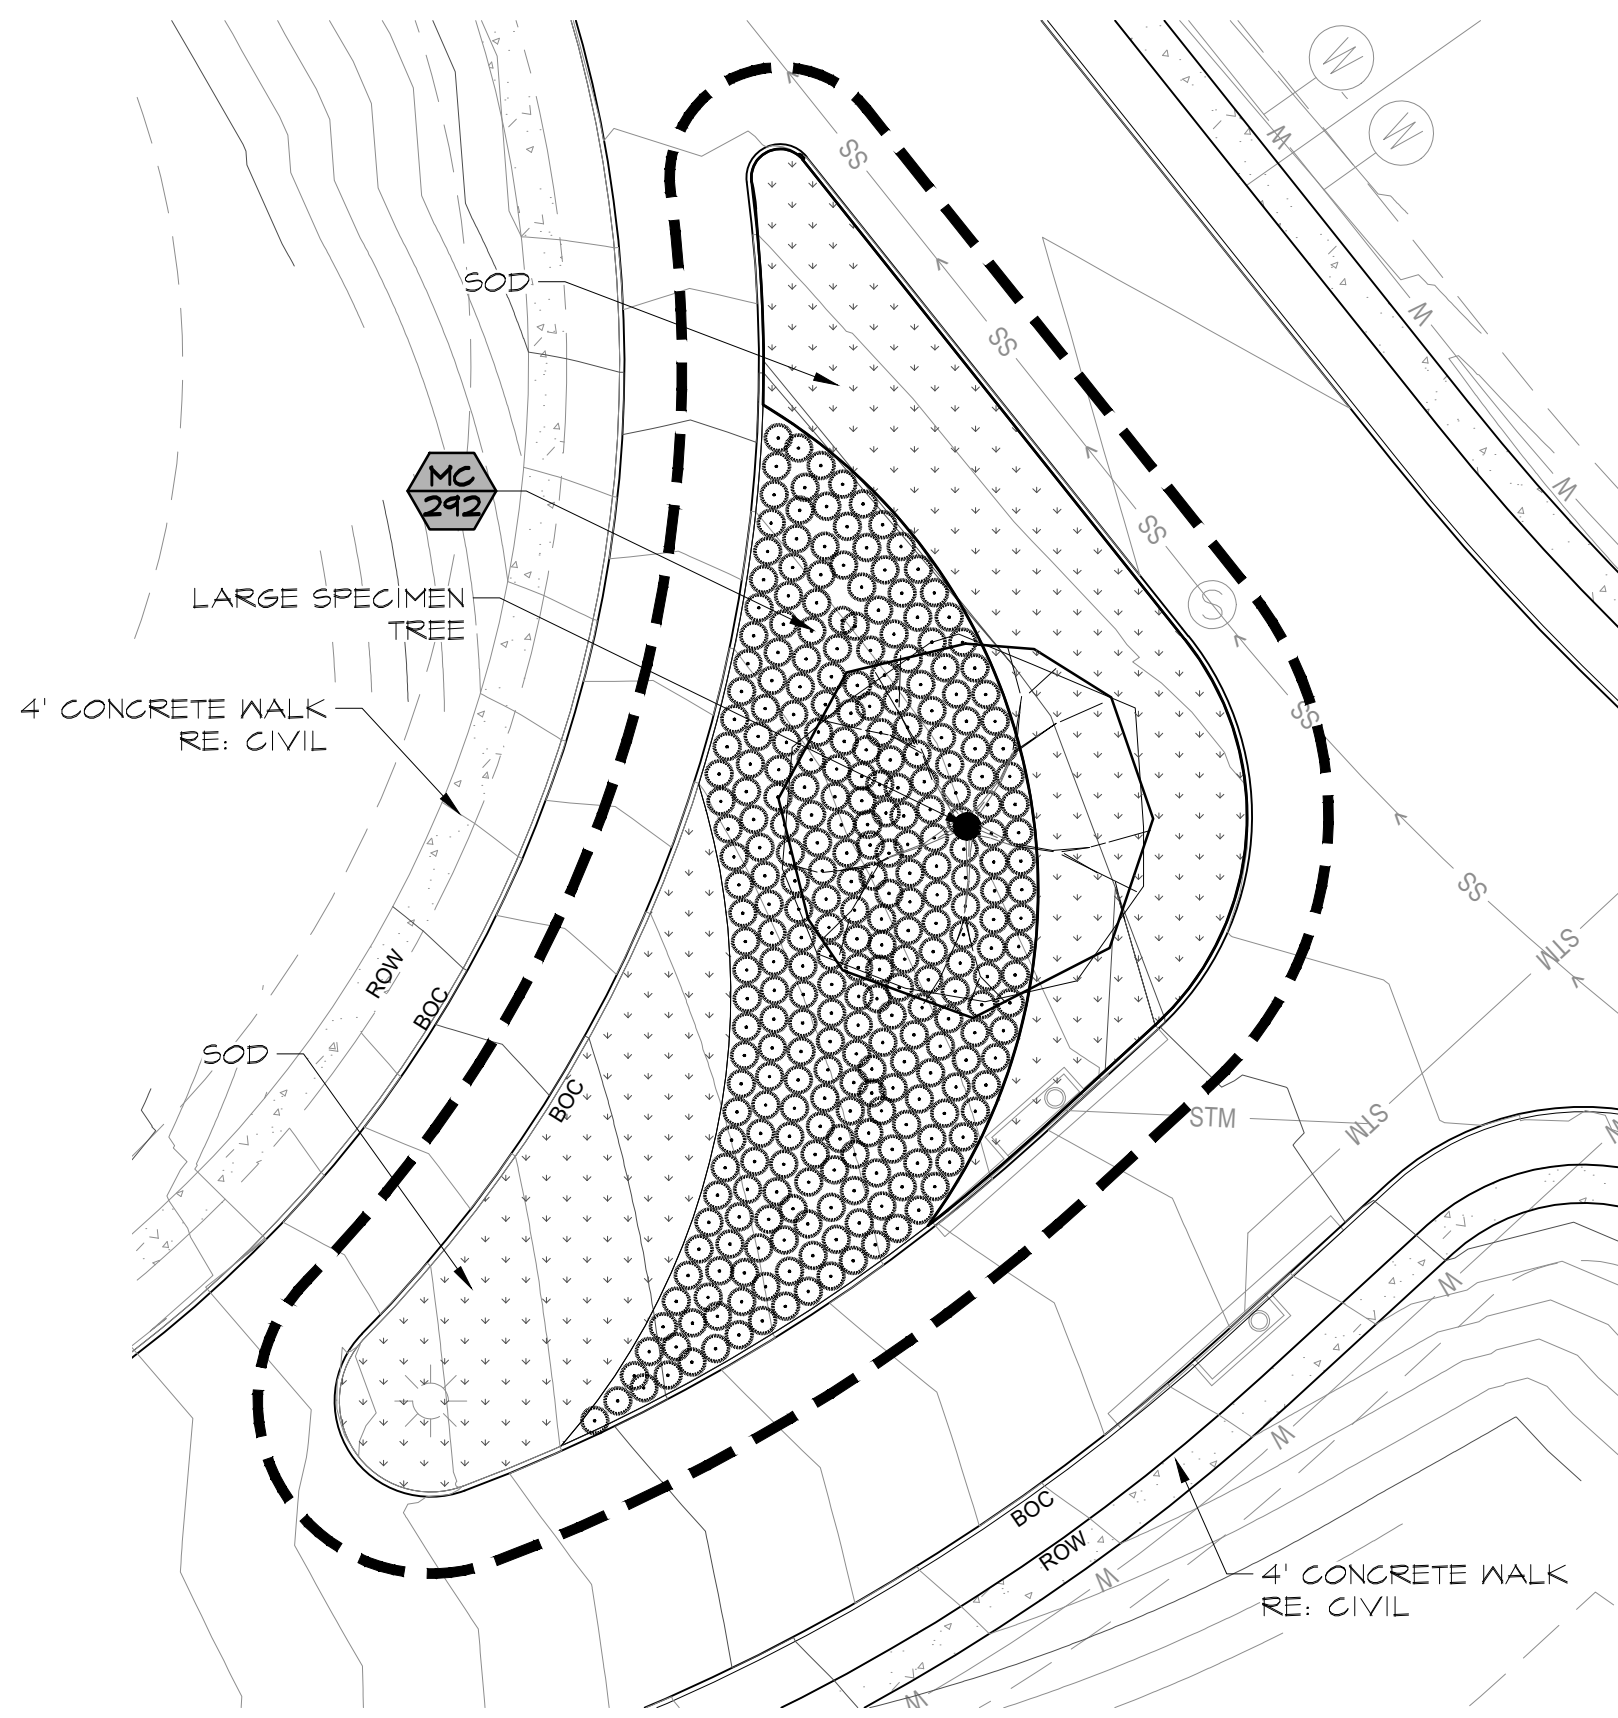 W
W
W
SS
SOD
W
SS
MC
292
W
SS
LARGE SPECIMEN
TREE
S
4' CONCRETE WALK
RE: CIVIL
SS
SS
STM
ROW
BOC
SOD
BOC
STM
STM
W
W
W
BOC
ROW
W
4' CONCRETE WALK
RE: CIVIL
W